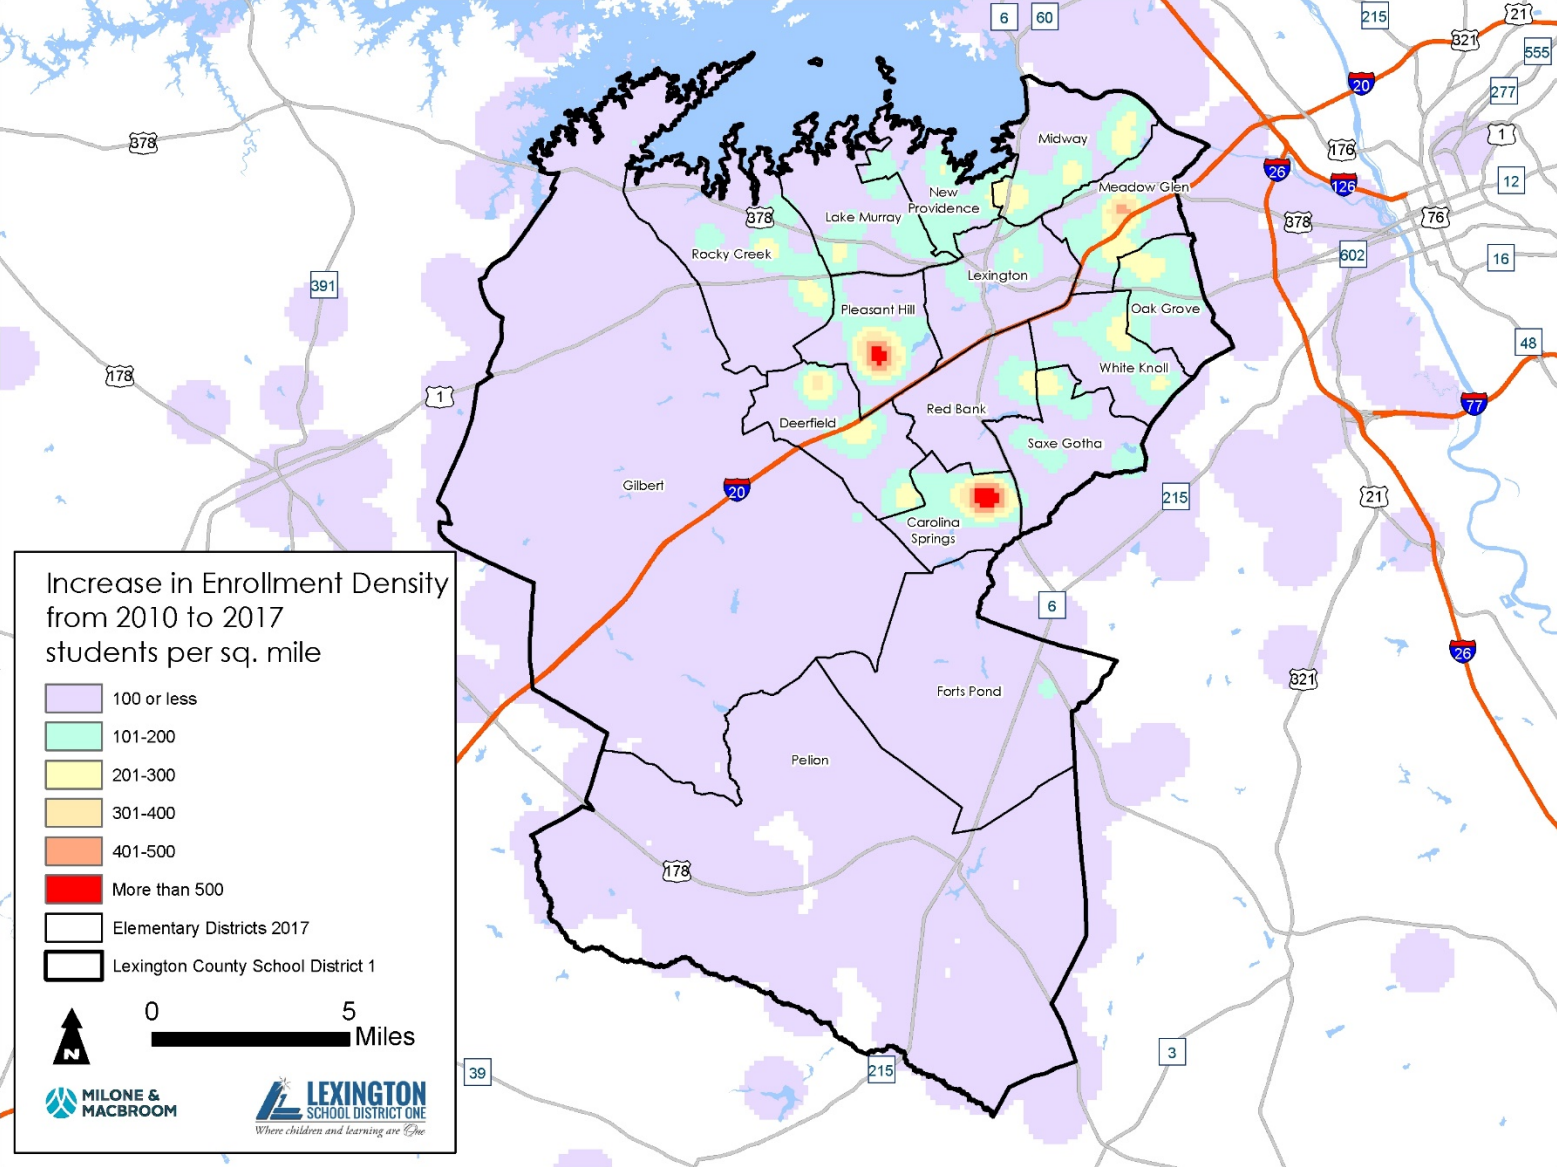 6
60
215
21
321
555
20
277
378
176
1
26
126
12
Midway
Meadow Glen
New
Providence
378
Lake Murray
378
76
Rocky Creek
602
16
391
Lexington
Pleasant Hill
Oak Grove
48
178
White Knoll
1
Red Bank
77
Deerfield
Saxe Gotha
Gilbert
20
215
21
Carolina
Springs
6
26
321
Forts Pond
Pelion
178
215
3
39
Increase in Enrollment Density
from 2010 to 2017
students per sq. mile
100 or less
101-200
201-300
301-400
401-500
More than 500
Elementary Districts 2017
Lexington County School District 1
0 5
Miles
N
MILONE &
MACBROOM
LEXINGTON
SCHOOL DISTRICT ONE
Where children and learning are One